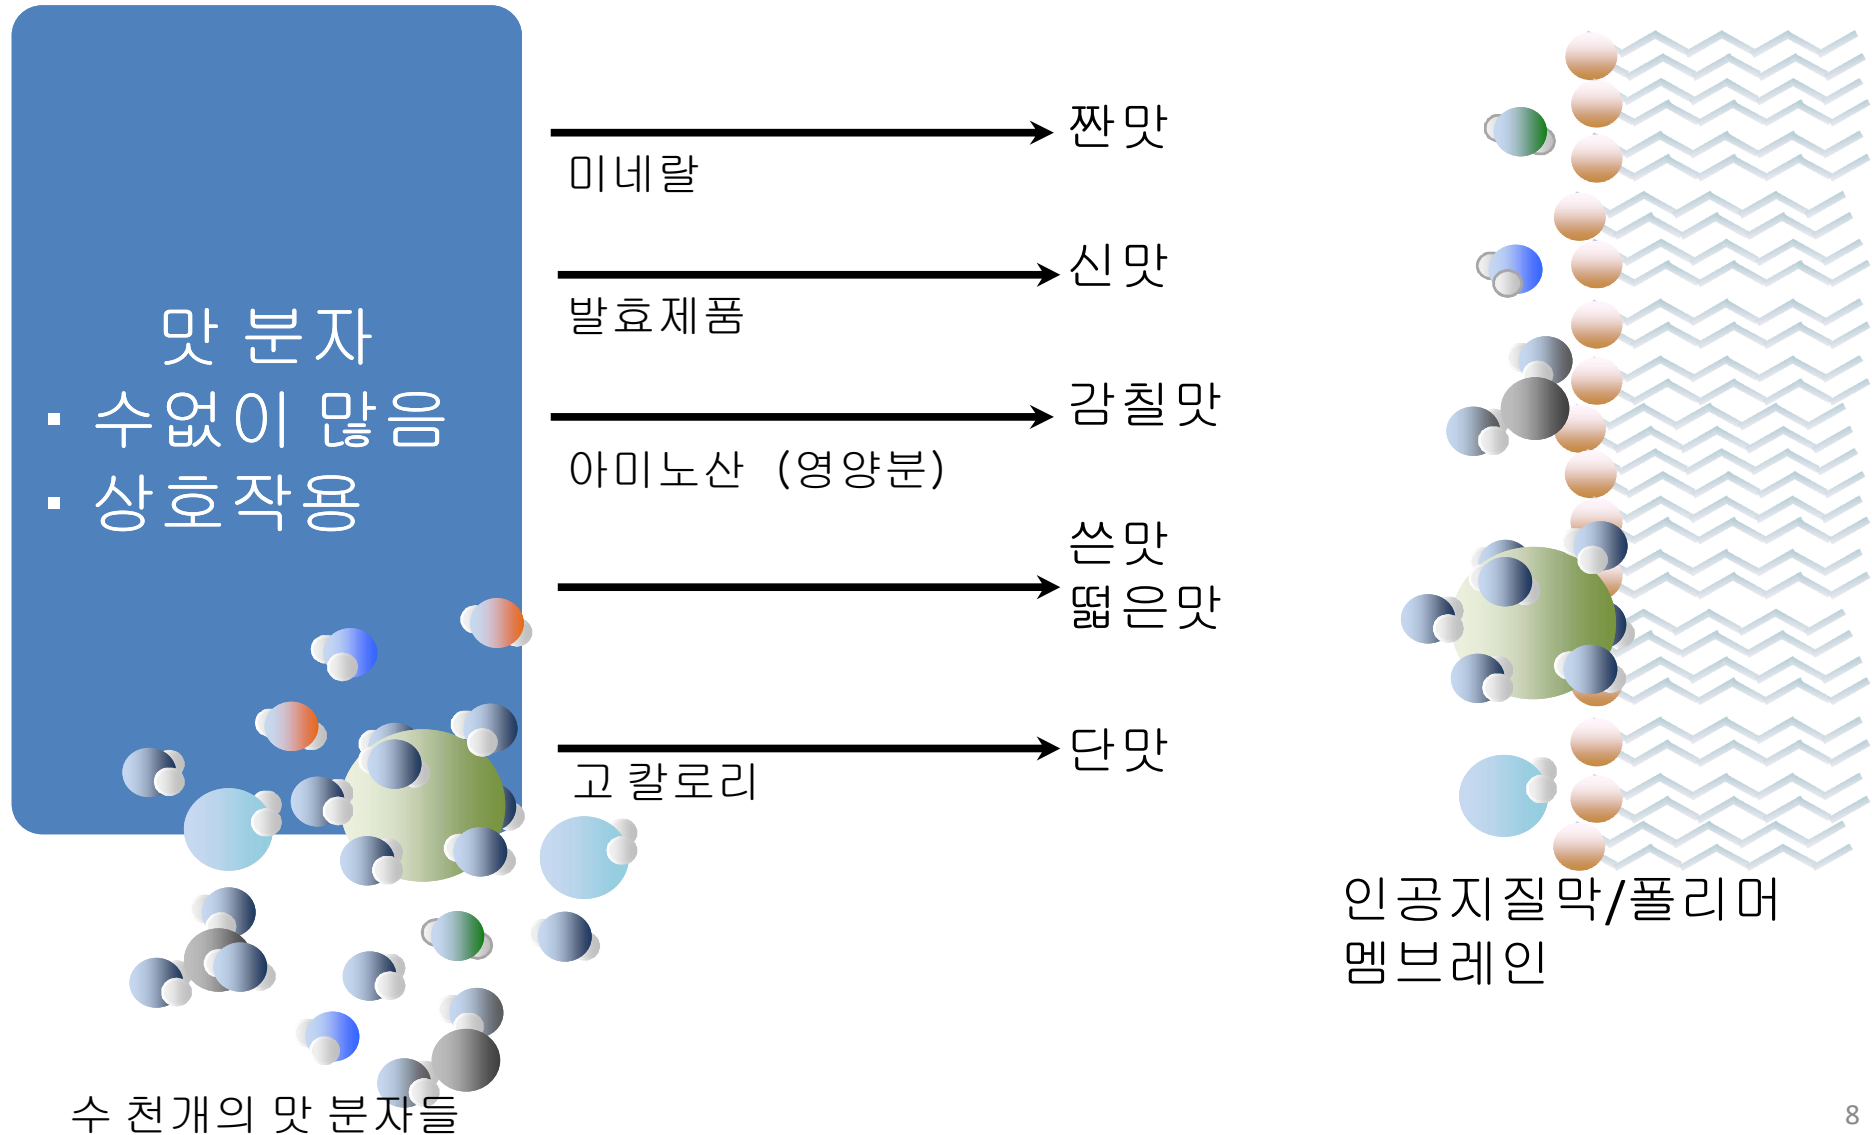 맛 분자
▪ 수없이 많음
▪ 상호작용
짠맛
미네랄
신맛
발효제품
감칠맛
아미노산 (영양분)
쓴맛
떫은맛
단맛
고 칼로리
인공지질막/폴리머
멤브레인
수 천개의 맛 분자들
8